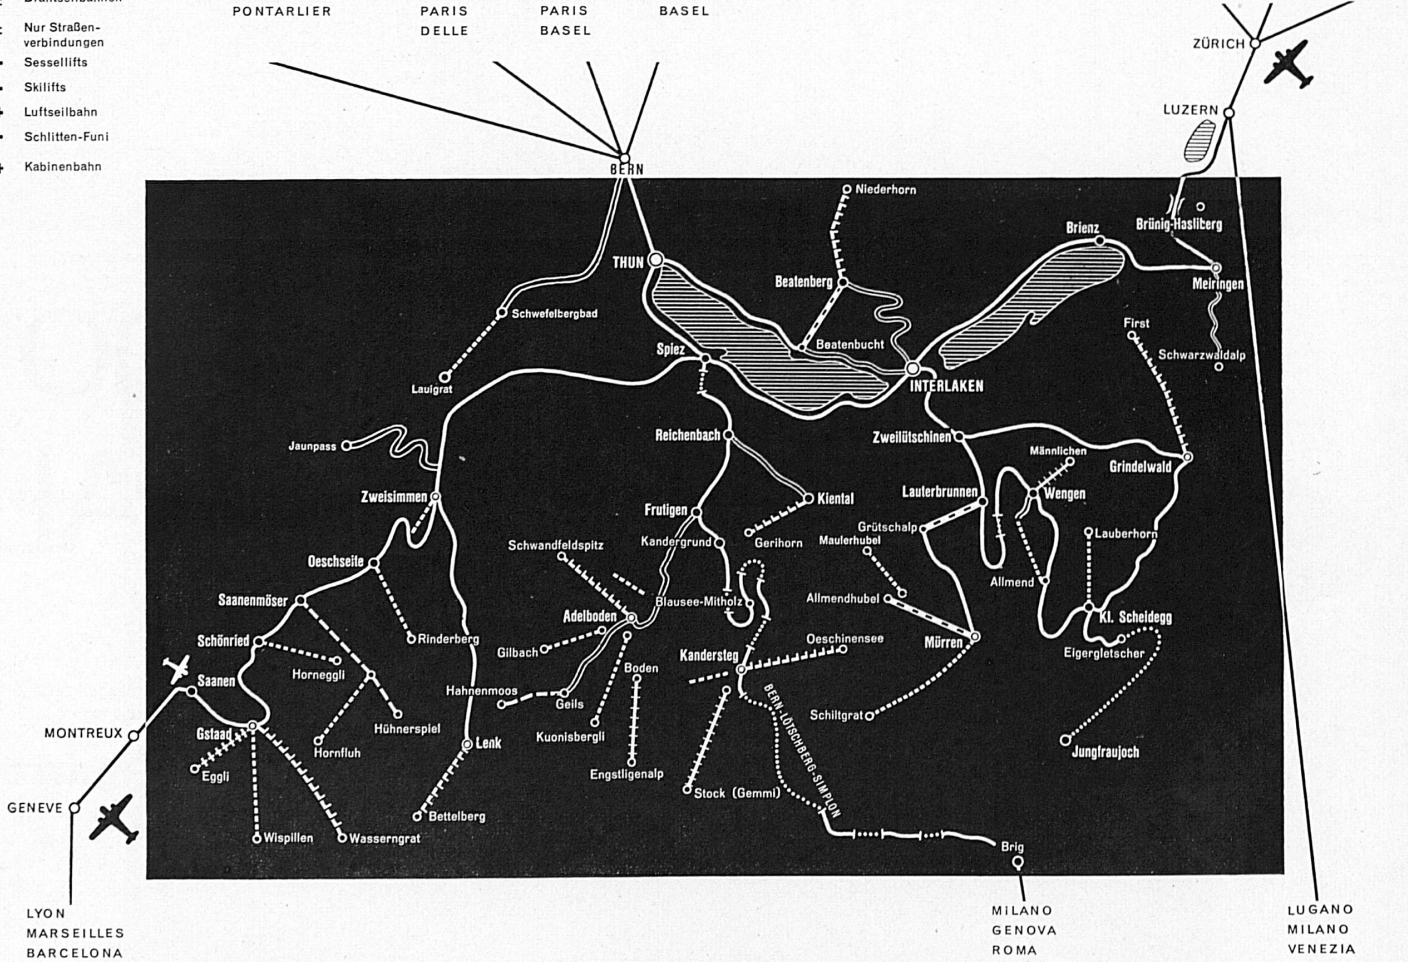 Nur Straßen-
verbindungen
Sessellifts
Skilifts
Luftseilbahn
Schlitten-Funi
Kabinenbahn
PONTARLIER
PARIS
DELLE
PARIS
BASEL
BASEL
ZÜRICH
LUZERN
BERN
Niederhorn
Brünig-Hasliberg
Brienz
THUN
Beatenberg
Meiringen
Schwefelbergbad
First
Beatenbucht
Spiez
Schwarzwaldalp
Lauigrat
INTERLAKEN
Reichenbach
Zweilütschinen
Jaunpass
Männlichen
Grindelwald
Zweisimmen
Kiental
Lauterbrunnen
Wengen
Frutigen
Grütschalp
Lauberhorn
Kandergrund
Gerihorn
Maulerhubel
Schwandfeldspitz
Oeschseite
Allmend
Saanenmöser
Blausee-Mitholz
Allmendhubel
Adelboden
Kl. Scheidegg
Schönried
Rinderberg
Oeschinensee
Mürren
Gilbach
Kandersteg
Eigergletscher
Boden
Horneggli
Saanen
Hahnenmoos
Geils
BERN-LÖTSCHBERG-SIMPLON
Schiltgrat
Hühnerspiel
MONTREUX
Gstaad
Kuonisbergli
Lenk
Hornfluh
Jungfraujoch
Eggli
Engstligenalp
Stock (Gemmi)
GENEVE
Bettelberg
Wispillen
Wasserngrat
Brig
LYON
MARSEILLES
BARCELONA
MILANO
GENOVA
ROMA
LUGANO
MILANO
VENEZIA